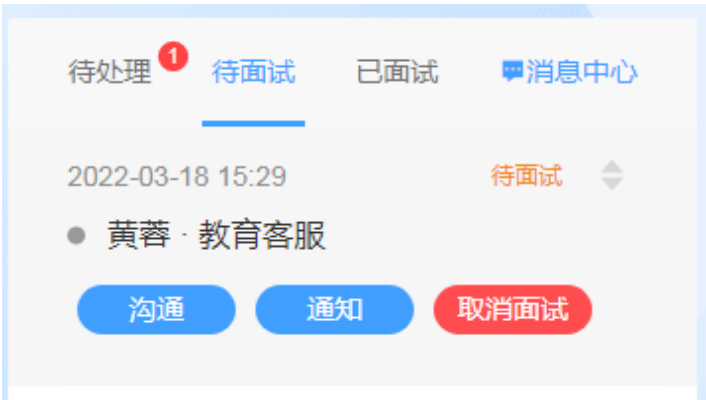 待处理 1 待面试 已面试 消息中心
2022-03-18 15:29 待面试
黄蓉 · 教育客服
沟通 通知 取消面试